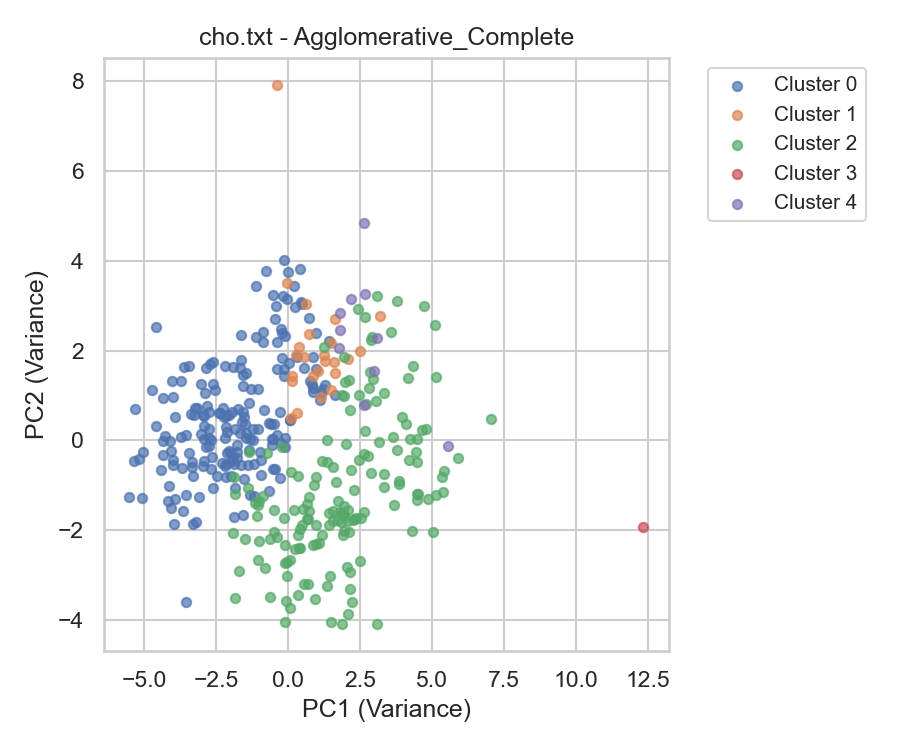 cho.txt - Agglomerative_Complete
Cluster 0
Cluster 1
Cluster 2
Cluster 3
Cluster 4
PC2 (Variance)
8
6
4
2
0
−2
−4
−5.0 −2.5 0.0 2.5 5.0 7.5 10.0 12.5
PC1 (Variance)